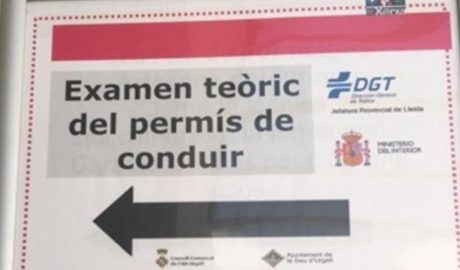 Examen teòric
del permís de
conduir
DGT
Dirección General
de Tráfico
Jefatura Provincial de Lleida
MINISTERIO
DEL INTERIOR
Consell Comarcal
de l'Alt Urgell
Ajuntament de
la Seu d'Urgell